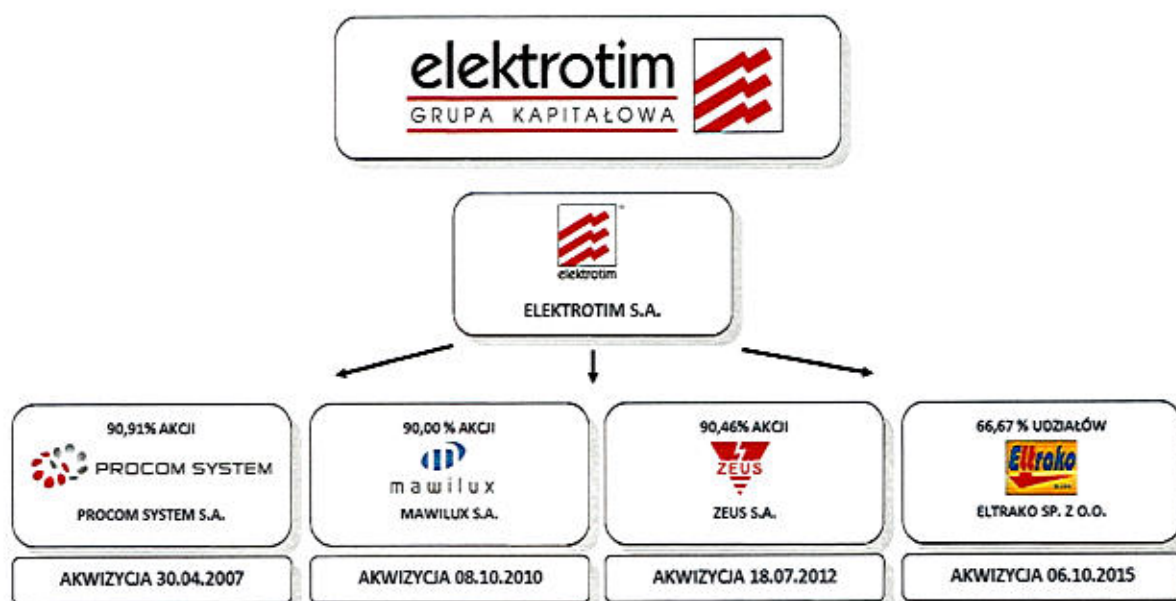 elektrotim
GRUPA KAPITAŁOWA
elektrotim
ELEKTROTIM S.A.
90,91% AKCJI
PROCOM SYSTEM
PROCOM SYSTEM S.A.
90,00 % AKCJI
mawilux
MAWILUX S.A.
90,46% AKCJI
ZEUS
ZEUS S.A.
66,67 % UDZIAŁÓW
Eltrako
ELTRAKO SP. Z O.O.
AKWIZYCJA 30.04.2007
AKWIZYCJA 08.10.2010
AKWIZYCJA 18.07.2012
AKWIZYCJA 06.10.2015